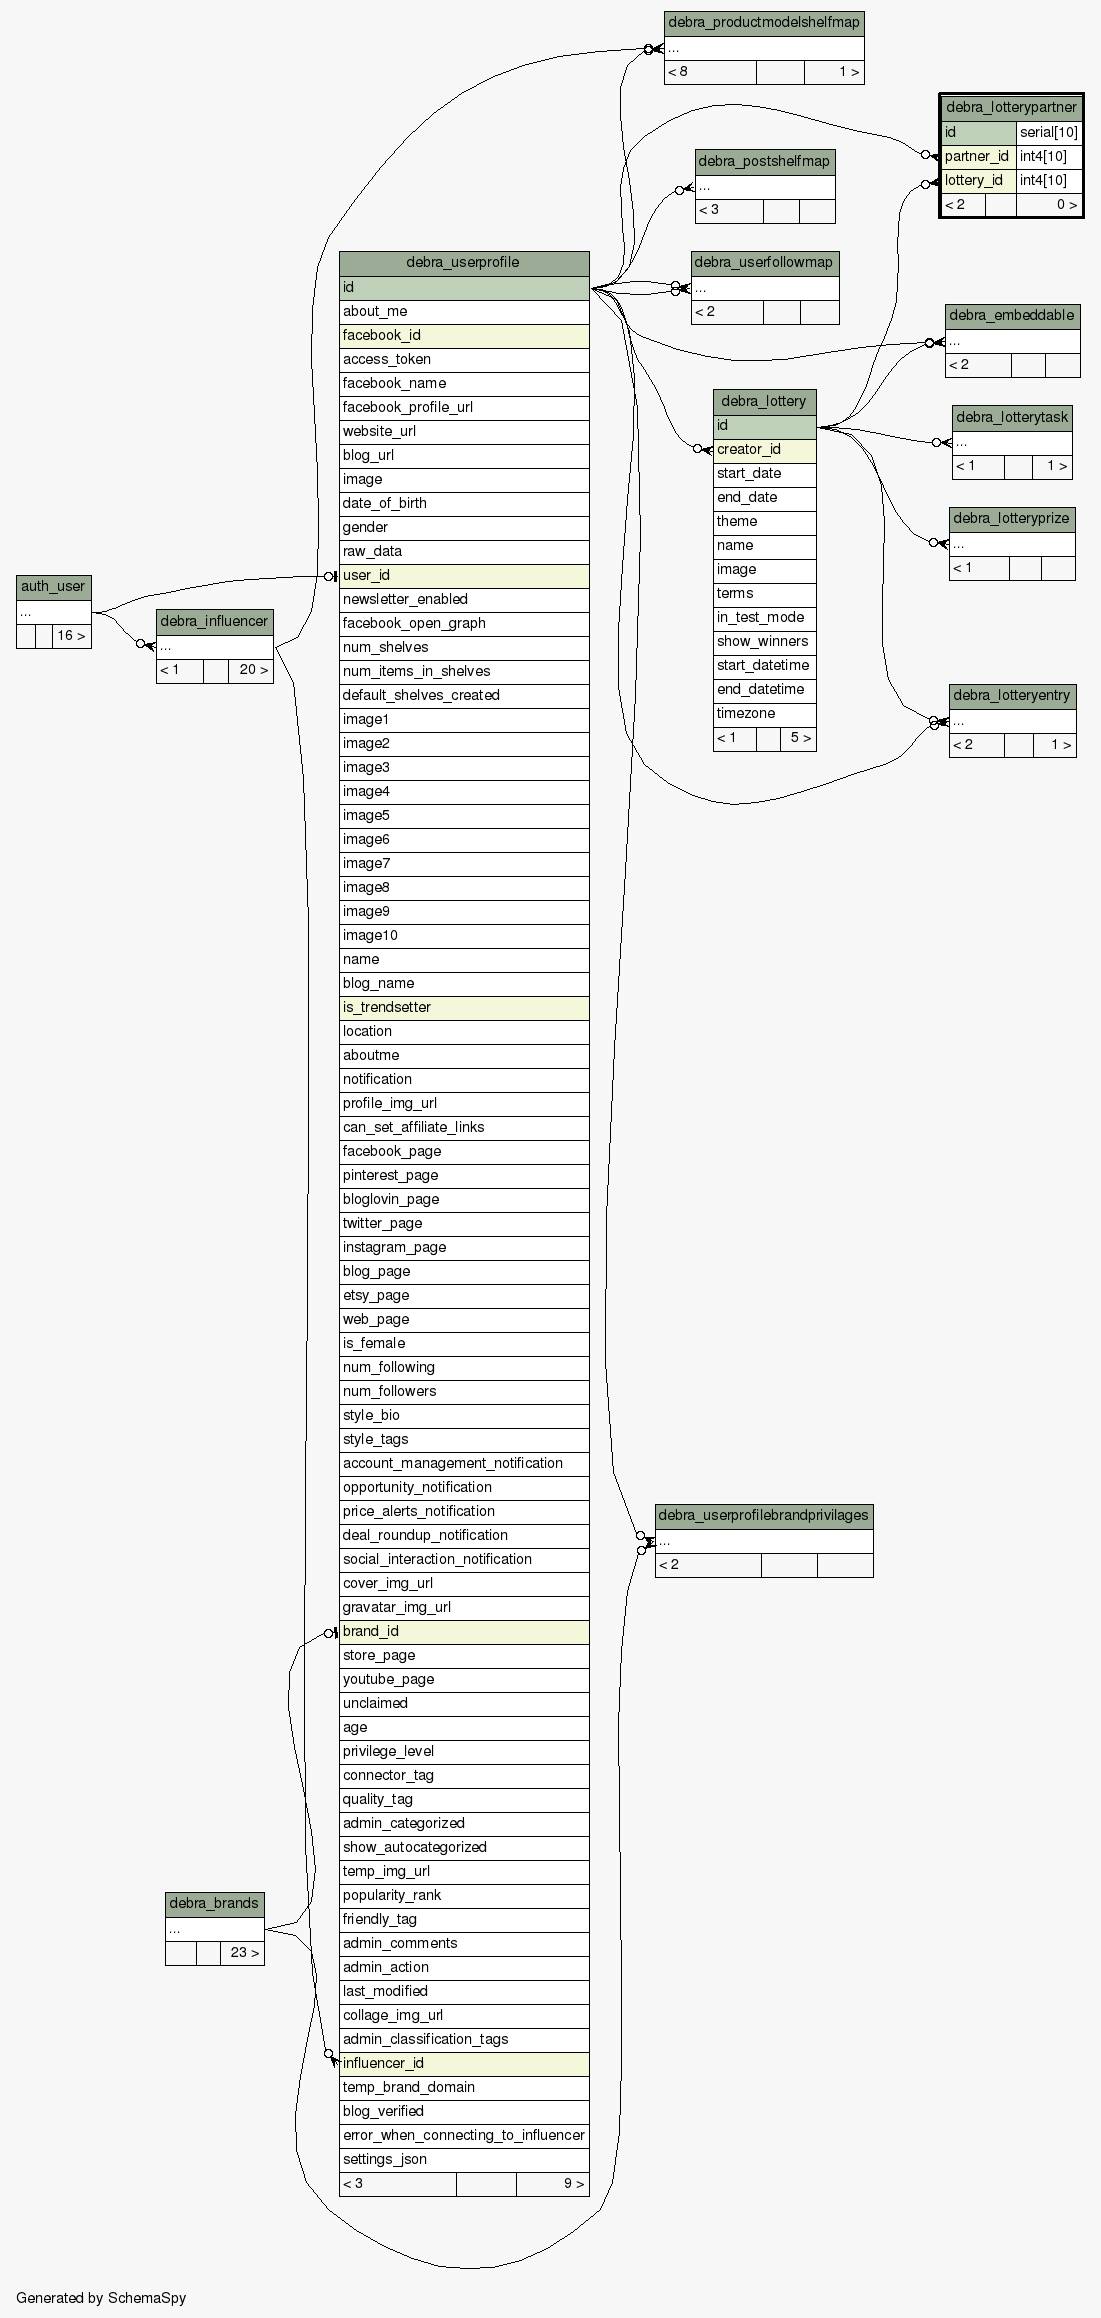 debra_productmodelshelfmap
...
< 8 1 >
debra_lotterypartner
id serial[10]
partner_id int4[10]
lottery_id int4[10]
< 2 0 >
debra_postshelfmap
...
< 3
debra_userfollowmap
...
< 2
debra_embeddable
...
< 2
debra_lottery
id
creator_id
start_date
end_date
theme
name
image
terms
in_test_mode
show_winners
start_datetime
end_datetime
timezone
< 1 5 >
debra_lotterytask
...
< 1 1 >
debra_lotteryprize
...
< 1
debra_lotteryentry
...
< 2 1 >
auth_user
...
16 >
debra_influencer
...
< 1 20 >
debra_userprofile
id
about_me
facebook_id
access_token
facebook_name
facebook_profile_url
website_url
blog_url
image
date_of_birth
gender
raw_data
user_id
newsletter_enabled
facebook_open_graph
num_shelves
num_items_in_shelves
default_shelves_created
image1
image2
image3
image4
image5
image6
image7
image8
image9
image10
name
blog_name
is_trendsetter
location
aboutme
notification
profile_img_url
can_set_affiliate_links
facebook_page
pinterest_page
bloglovin_page
twitter_page
instagram_page
blog_page
etsy_page
web_page
is_female
num_following
num_followers
style_bio
style_tags
account_management_notification
opportunity_notification
price_alerts_notification
deal_roundup_notification
social_interaction_notification
cover_img_url
gravatar_img_url
brand_id
store_page
youtube_page
unclaimed
age
privilege_level
connector_tag
quality_tag
admin_categorized
show_autocategorized
temp_img_url
popularity_rank
friendly_tag
admin_comments
admin_action
last_modified
collage_img_url
admin_classification_tags
influencer_id
temp_brand_domain
blog_verified
error_when_connecting_to_influencer
settings_json
< 3 9 >
debra_userprofilebrandprivilages
...
< 2
debra_brands
...
23 >
Generated by SchemaSpy